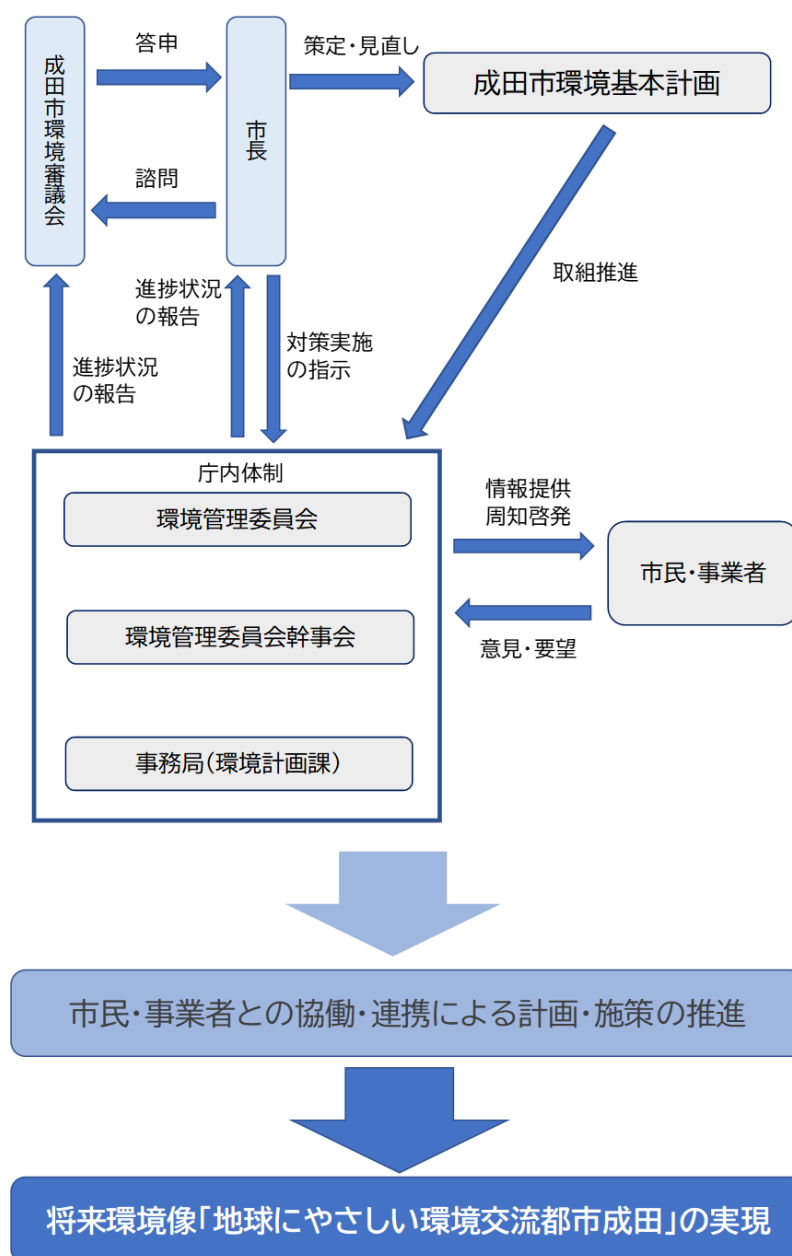 答申
策定・見直し
成田市環境審議会
市長
成田市環境基本計画
諮問
取組推進
進捗状況
の報告
対策実施
の指示
進捗状況
の報告
庁内体制
環境管理委員会
情報提供
周知啓発
市民・事業者
環境管理委員会幹事会
意見・要望
事務局(環境計画課)
市民・事業者との協働・連携による計画・施策の推進
将来環境像「地球にやさしい環境交流都市成田」の実現